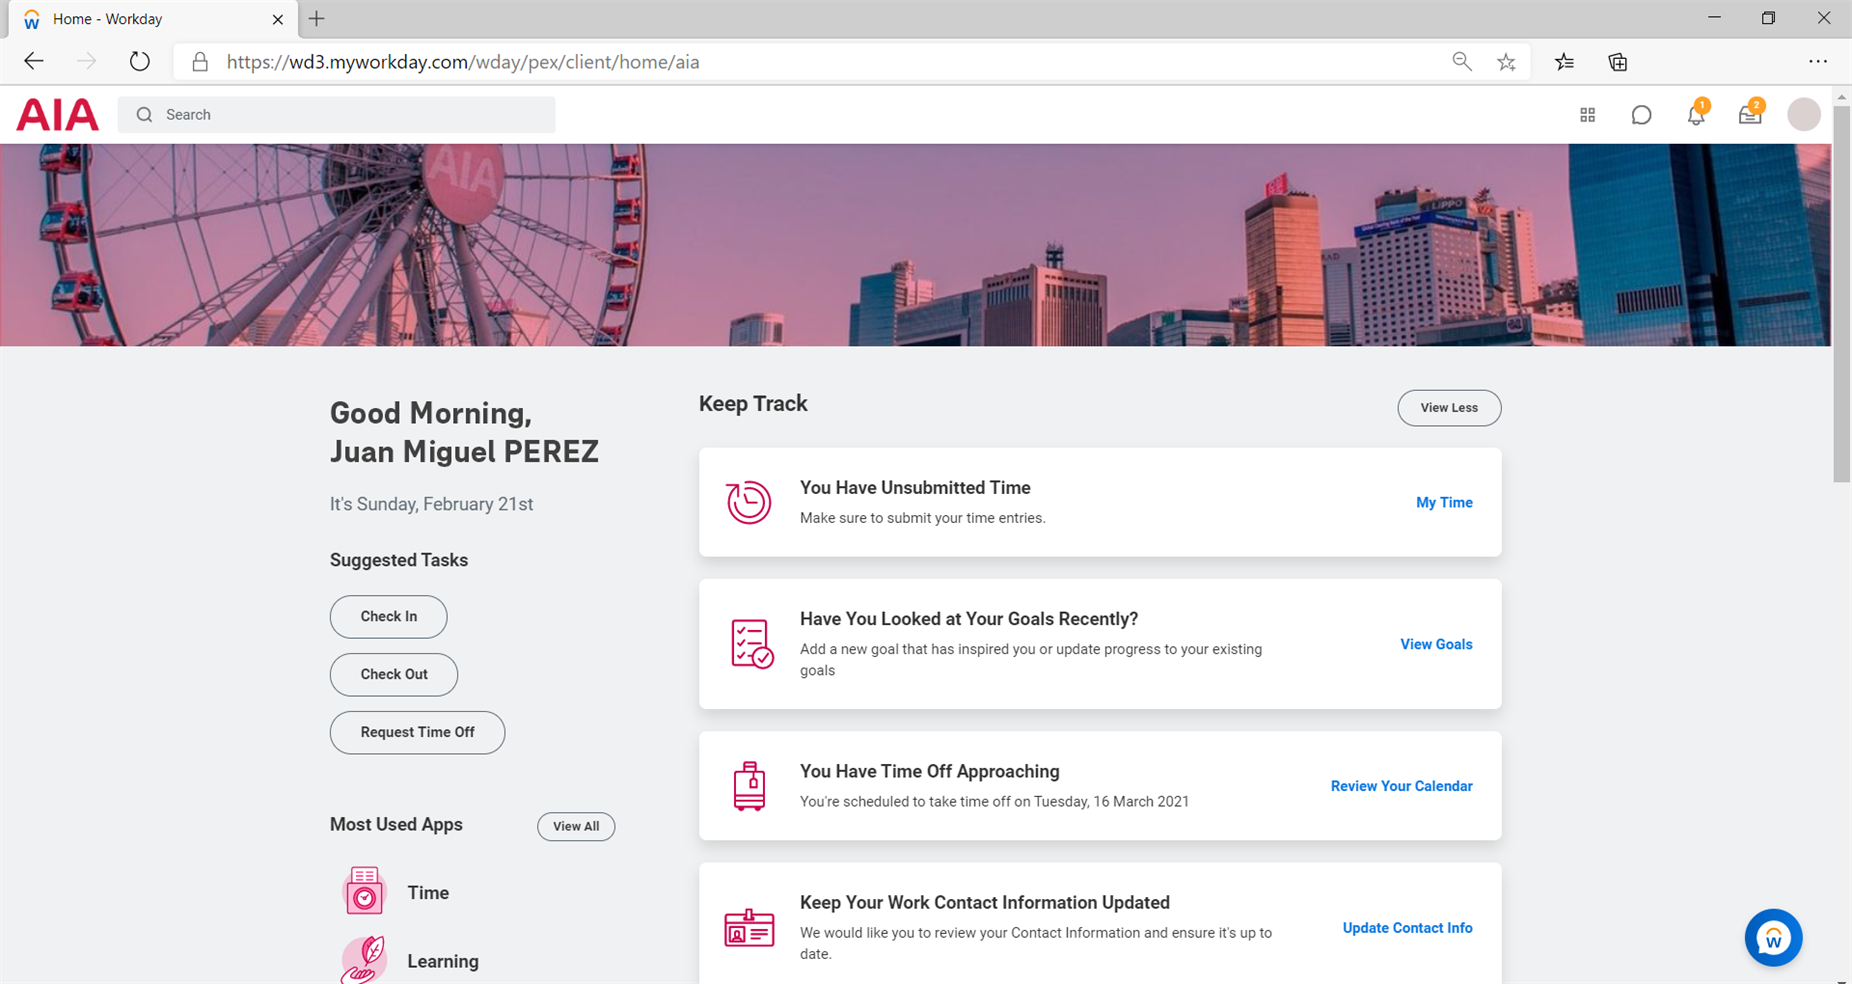 Home - Workday
https://wd3.myworkday.com/wday/pex/client/home/aia
AIA
Search
1
2
AIA
LIPPO
Good Morning,
Juan Miguel PEREZ
It's Sunday, February 21st
Suggested Tasks
Check In
Check Out
Request Time Off
Most Used Apps
View All
Time
Learning
Keep Track
View Less
You Have Unsubmitted Time
Make sure to submit your time entries.
My Time
Have You Looked at Your Goals Recently?
Add a new goal that has inspired you or update progress to your existing
goals
View Goals
You Have Time Off Approaching
You're scheduled to take time off on Tuesday, 16 March 2021
Review Your Calendar
Keep Your Work Contact Information Updated
We would like you to review your Contact Information and ensure it's up to
date.
Update Contact Info